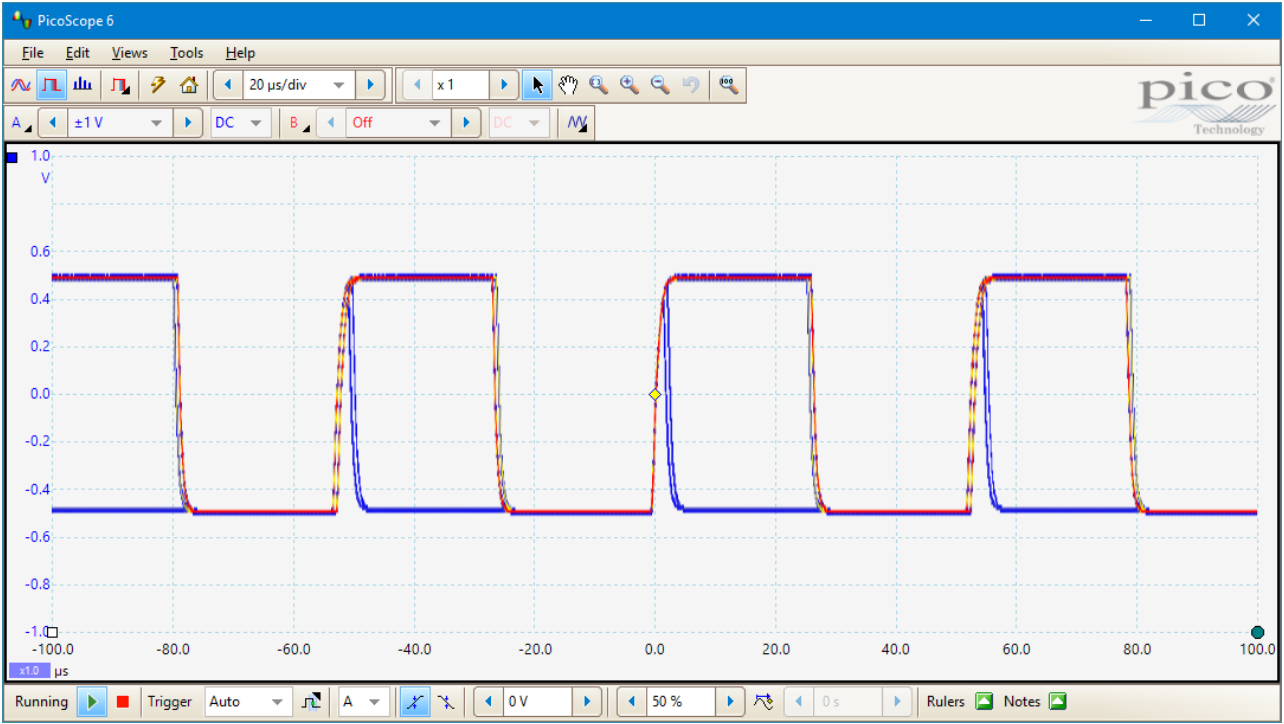 PicoScope 6
File Edit Views Tools Help
20 µs/div x 1
A ±1 V DC B Off DC
pico
Technology
1.0
V
0.6
0.4
0.2
0.0
-0.2
-0.4
-0.6
-0.8
-1.0
-100.0 -80.0 -60.0 -40.0 -20.0 0.0 20.0 40.0 60.0 80.0 100.0
x1.0 µs
Running Trigger Auto A 0 V 50 % 0 s Rulers Notes